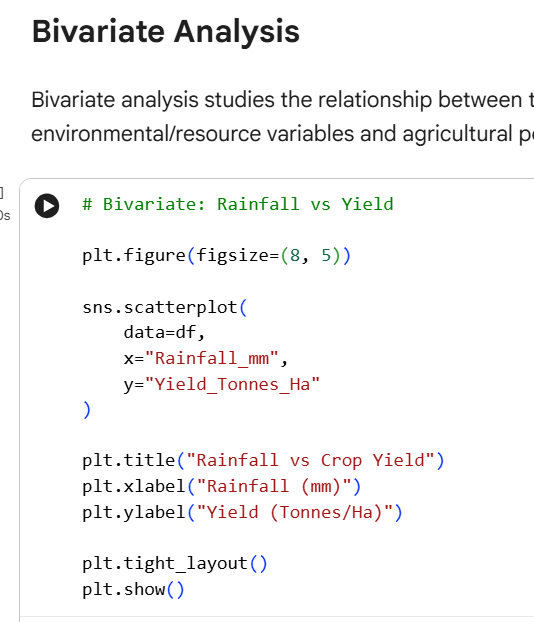 Bivariate Analysis
Bivariate analysis studies the relationship between
environmental/resource variables and agricultural
# Bivariate: Rainfall vs Yield
plt.figure(figsize=(8, 5))
sns.scatterplot(
    data=df,
    x="Rainfall_mm",
    y="Yield_Tonnes_Ha"
)
plt.title("Rainfall vs Crop Yield")
plt.xlabel("Rainfall (mm)")
plt.ylabel("Yield (Tonnes/Ha)")
plt.tight_layout()
plt.show()